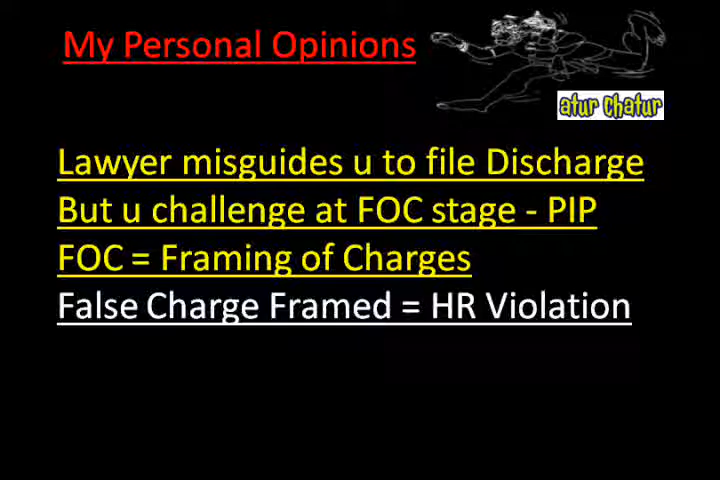 My Personal Opinions
atur chatur
Lawyer misguides u to file Discharge
But u challenge at FOC stage - PIP
FOC = Framing of Charges
False Charge Framed = HR Violation